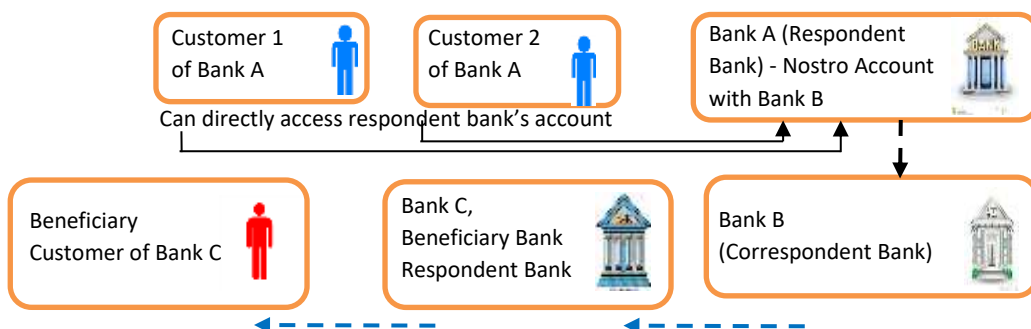 Customer 1
of Bank A
Customer 2
of Bank A
Bank A (Respondent
Bank) - Nostro Account
with Bank B
BANK
Can directly access respondent bank's account
Beneficiary
Customer of Bank C
Bank C,
Beneficiary Bank
Respondent Bank
Bank B
(Correspondent Bank)